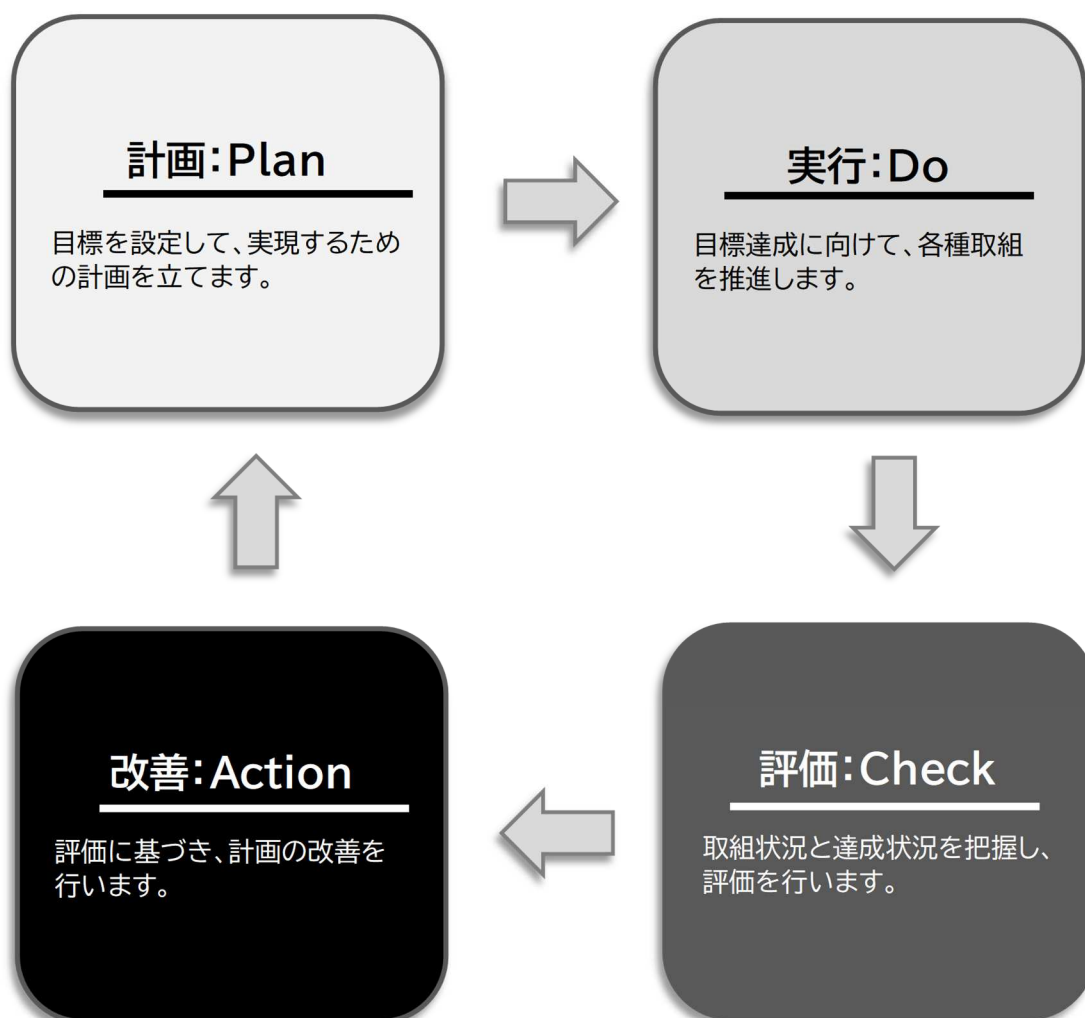 計画：Plan
目標を設定して、実現するため
の計画を立てます。
実行：Do
目標達成に向けて、各種取組
を推進します。
評価：Check
取組状況と達成状況を把握し、
評価を行います。
改善：Action
評価に基づき、計画の改善を
行います。